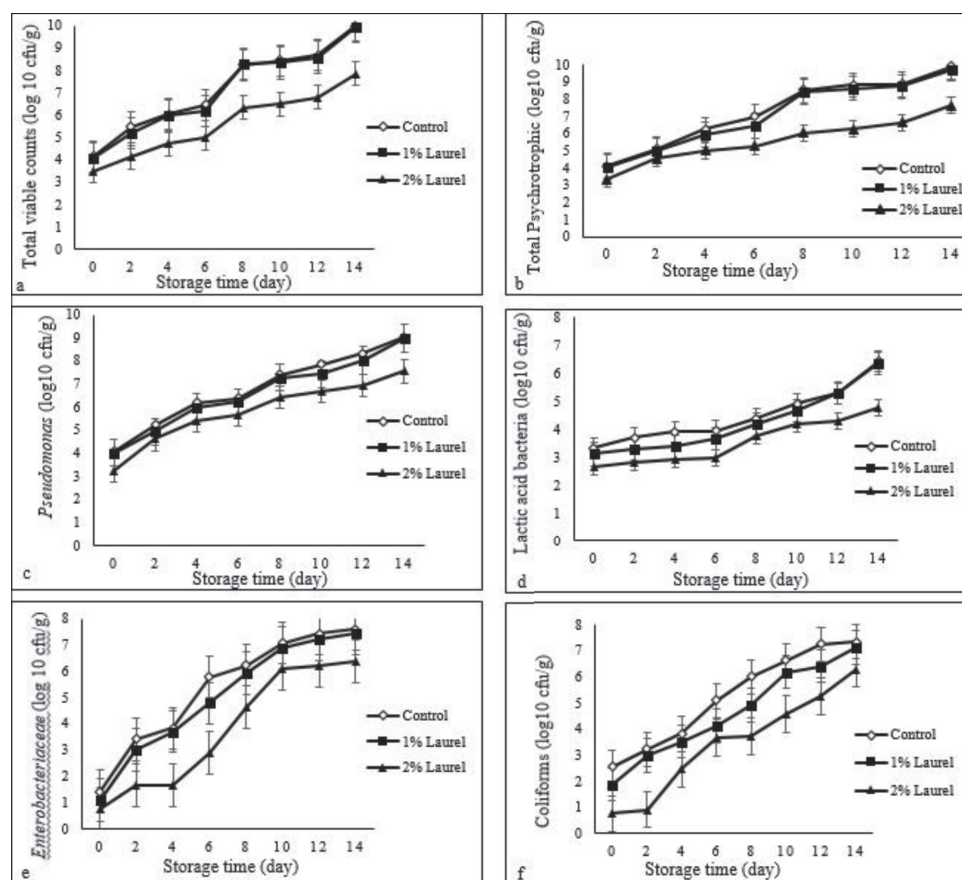 Total viable counts (log 10 cfu/g)
10
9
8
7
6
5
4
3
2
1
0
0 2 4 6 8 10 12 14
Storage time (day)
Control
1% Laurel
2% Laurel
a
Total Psychrotrophic (log10 cfu/g)
10
9
8
7
6
5
4
3
2
1
0
0 2 4 6 8 10 12 14
Storage time (day)
Control
1% Laurel
2% Laurel
b
Pseudomonas (log10 cfu/g)
10
9
8
7
6
5
4
3
2
1
0
0 2 4 6 8 10 12 14
Storage time (day)
Control
1% Laurel
2% Laurel
c
Lactic acid bacteria (log10 cfu/g)
8
7
6
5
4
3
2
1
0
0 2 4 6 8 10 12 14
Storage time (day)
Control
1% Laurel
2% Laurel
d
Enterobacteriaceae (log 10 cfu/g)
8
7
6
5
4
3
2
1
0
0 2 4 6 8 10 12 14
Storage time (day)
Control
1% Laurel
2% Laurel
e
Coliforms (log10 cfu/g)
8
7
6
5
4
3
2
1
0
0 2 4 6 8 10 12 14
Storage time (day)
Control
1% Laurel
2% Laurel
f